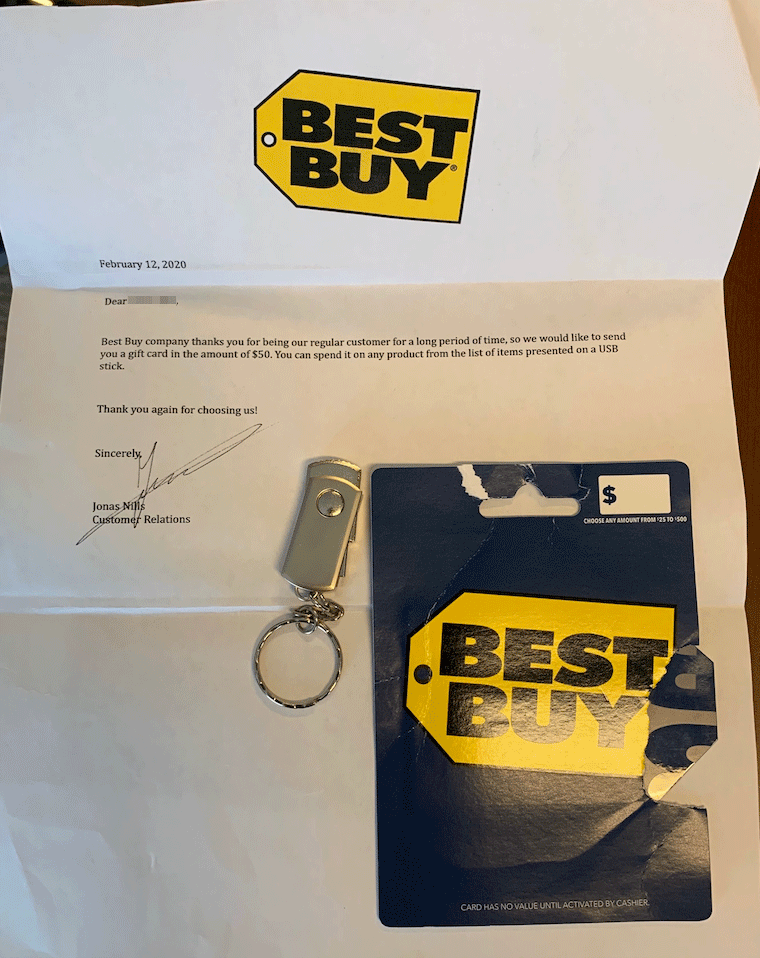 BEST
BUY®
February 12, 2020
Dear
Best Buy company thanks you for being our regular customer for a long period of time, so we would like to send
you a gift card in the amount of $50. You can spend it on any product from the list of items presented on a USB
stick.
Thank you again for choosing us!
Sincerely,
Jonas Nills
Customer Relations
$
CHOOSE ANY AMOUNT FROM $25 TO $500
BEST
BUY
CARD HAS NO VALUE UNTIL ACTIVATED BY CASHIER.